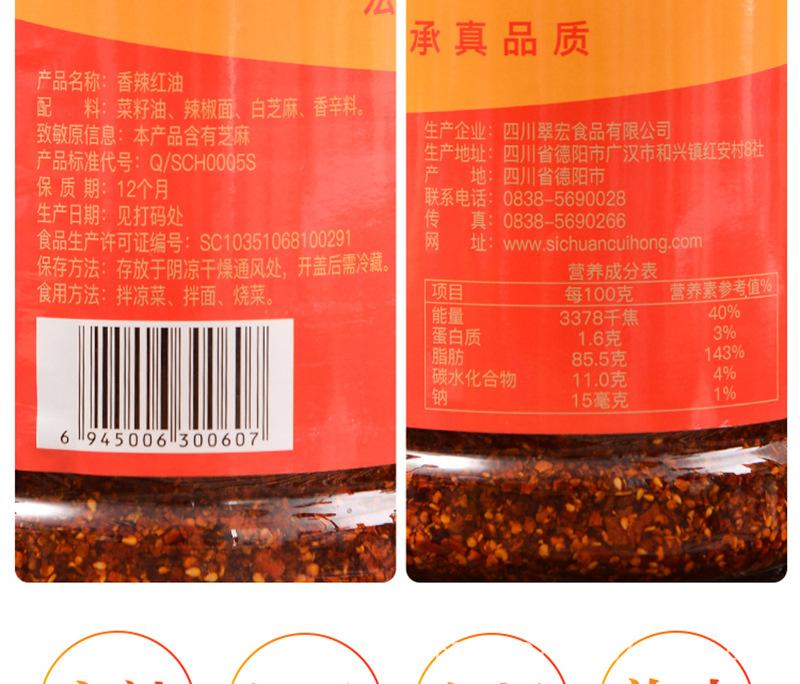 产品名称：香辣红油
配 料：菜籽油、辣椒面、白芝麻、香辛料。
致敏原信息：本产品含有芝麻
产品标准代号：Q/SCH0005S
保 质 期：12个月
生产日期：见打码处
食品生产许可证编号：SC10351068100291
保存方法：存放于阴凉干燥通风处，开盖后需冷藏。
食用方法：拌凉菜、拌面、烧菜。
6 945006 300607
承真品质
生产企业：四川翠宏食品有限公司
生产地址：四川省德阳市广汉市和兴镇红安村8社
产 地：四川省德阳市
联系电话：0838-5690028
传 真：0838-5690266
网 址：www.sichuancuihong.com
营养成分表
项目 每100克 营养素参考值%
能量 3378千焦 40%
蛋白质 1.6克 3%
脂肪 85.5克 143%
碳水化合物 11.0克 4%
钠 15毫克 1%